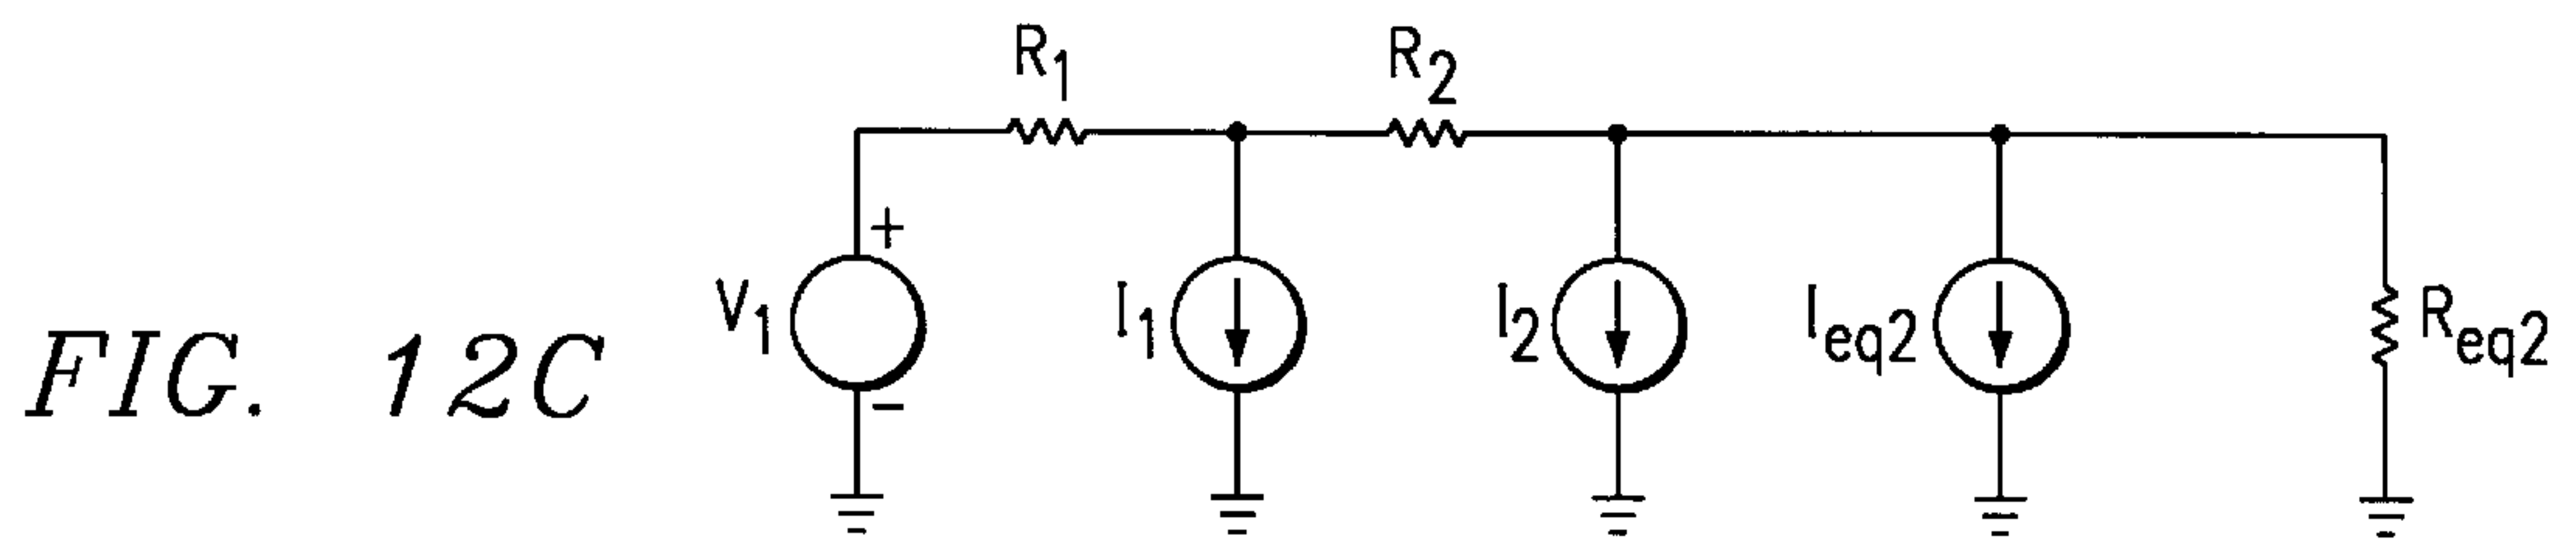 R1
R2
+
V1
−
I1
I2
Ieq2
Req2
FIG. 12C